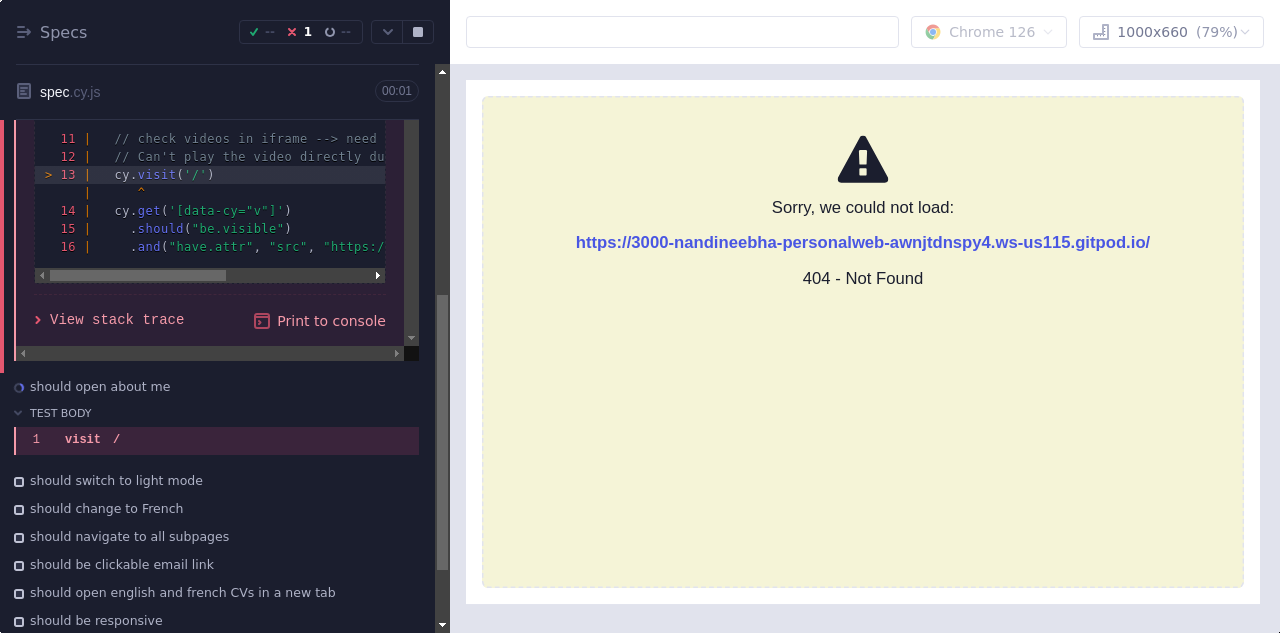 Specs
-- 1 --
Chrome 126
1000x660 (79%)
spec.cy.js
00:01
11 | // check videos in iframe --> need
12 | // Can't play the video directly du
> 13 | cy.visit('/')
| ^
14 | cy.get('[data-cy="v"]')
15 | .should("be.visible")
16 | .and("have.attr", "src", "https:/
View stack trace
Print to console
should open about me
TEST BODY
1 visit /
should switch to light mode
should change to French
should navigate to all subpages
should be clickable email link
should open english and french CVs in a new tab
should be responsive
Sorry, we could not load:
https://3000-nandineebha-personalweb-awnjtdnspy4.ws-us115.gitpod.io/
404 - Not Found